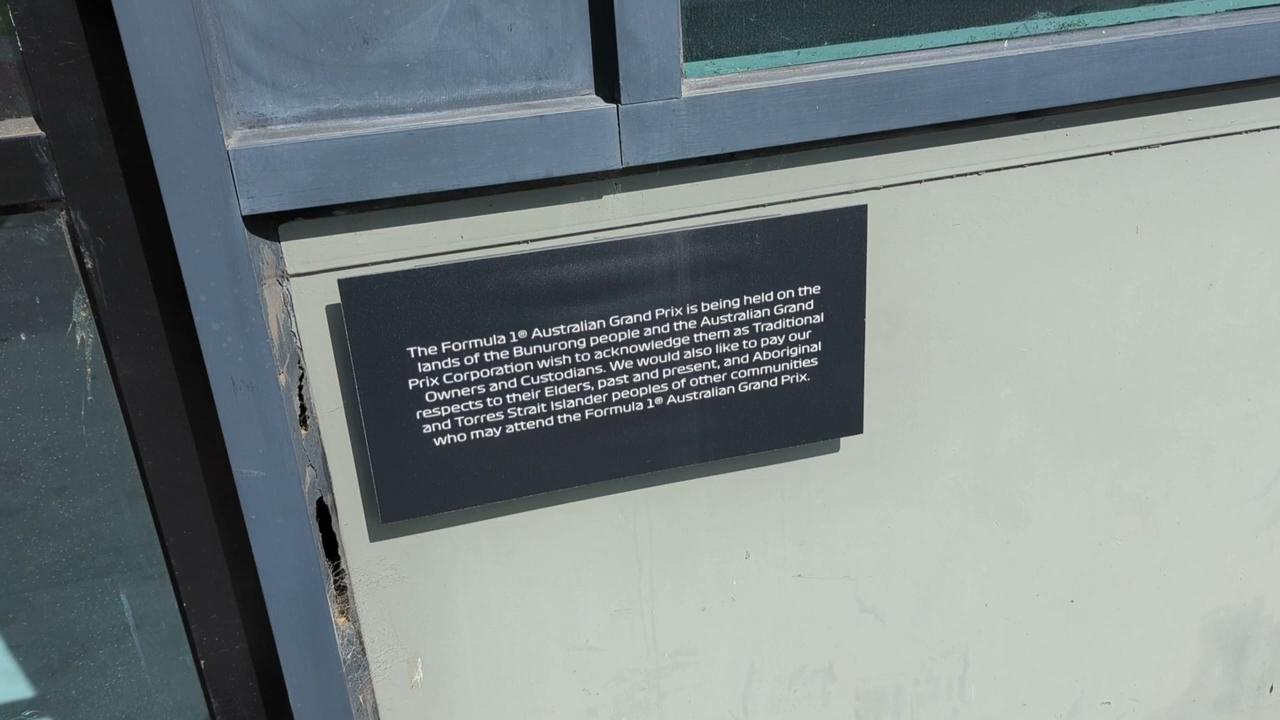 The Formula 1® Australian Grand Prix is being held on the
lands of the Bunurong people and the Australian Grand
Prix Corporation wish to acknowledge them as Traditional
Owners and Custodians. We would also like to pay our
respects to their Elders, past and present, and Aboriginal
and Torres Strait Islander peoples of other communities
who may attend the Formula 1® Australian Grand Prix.